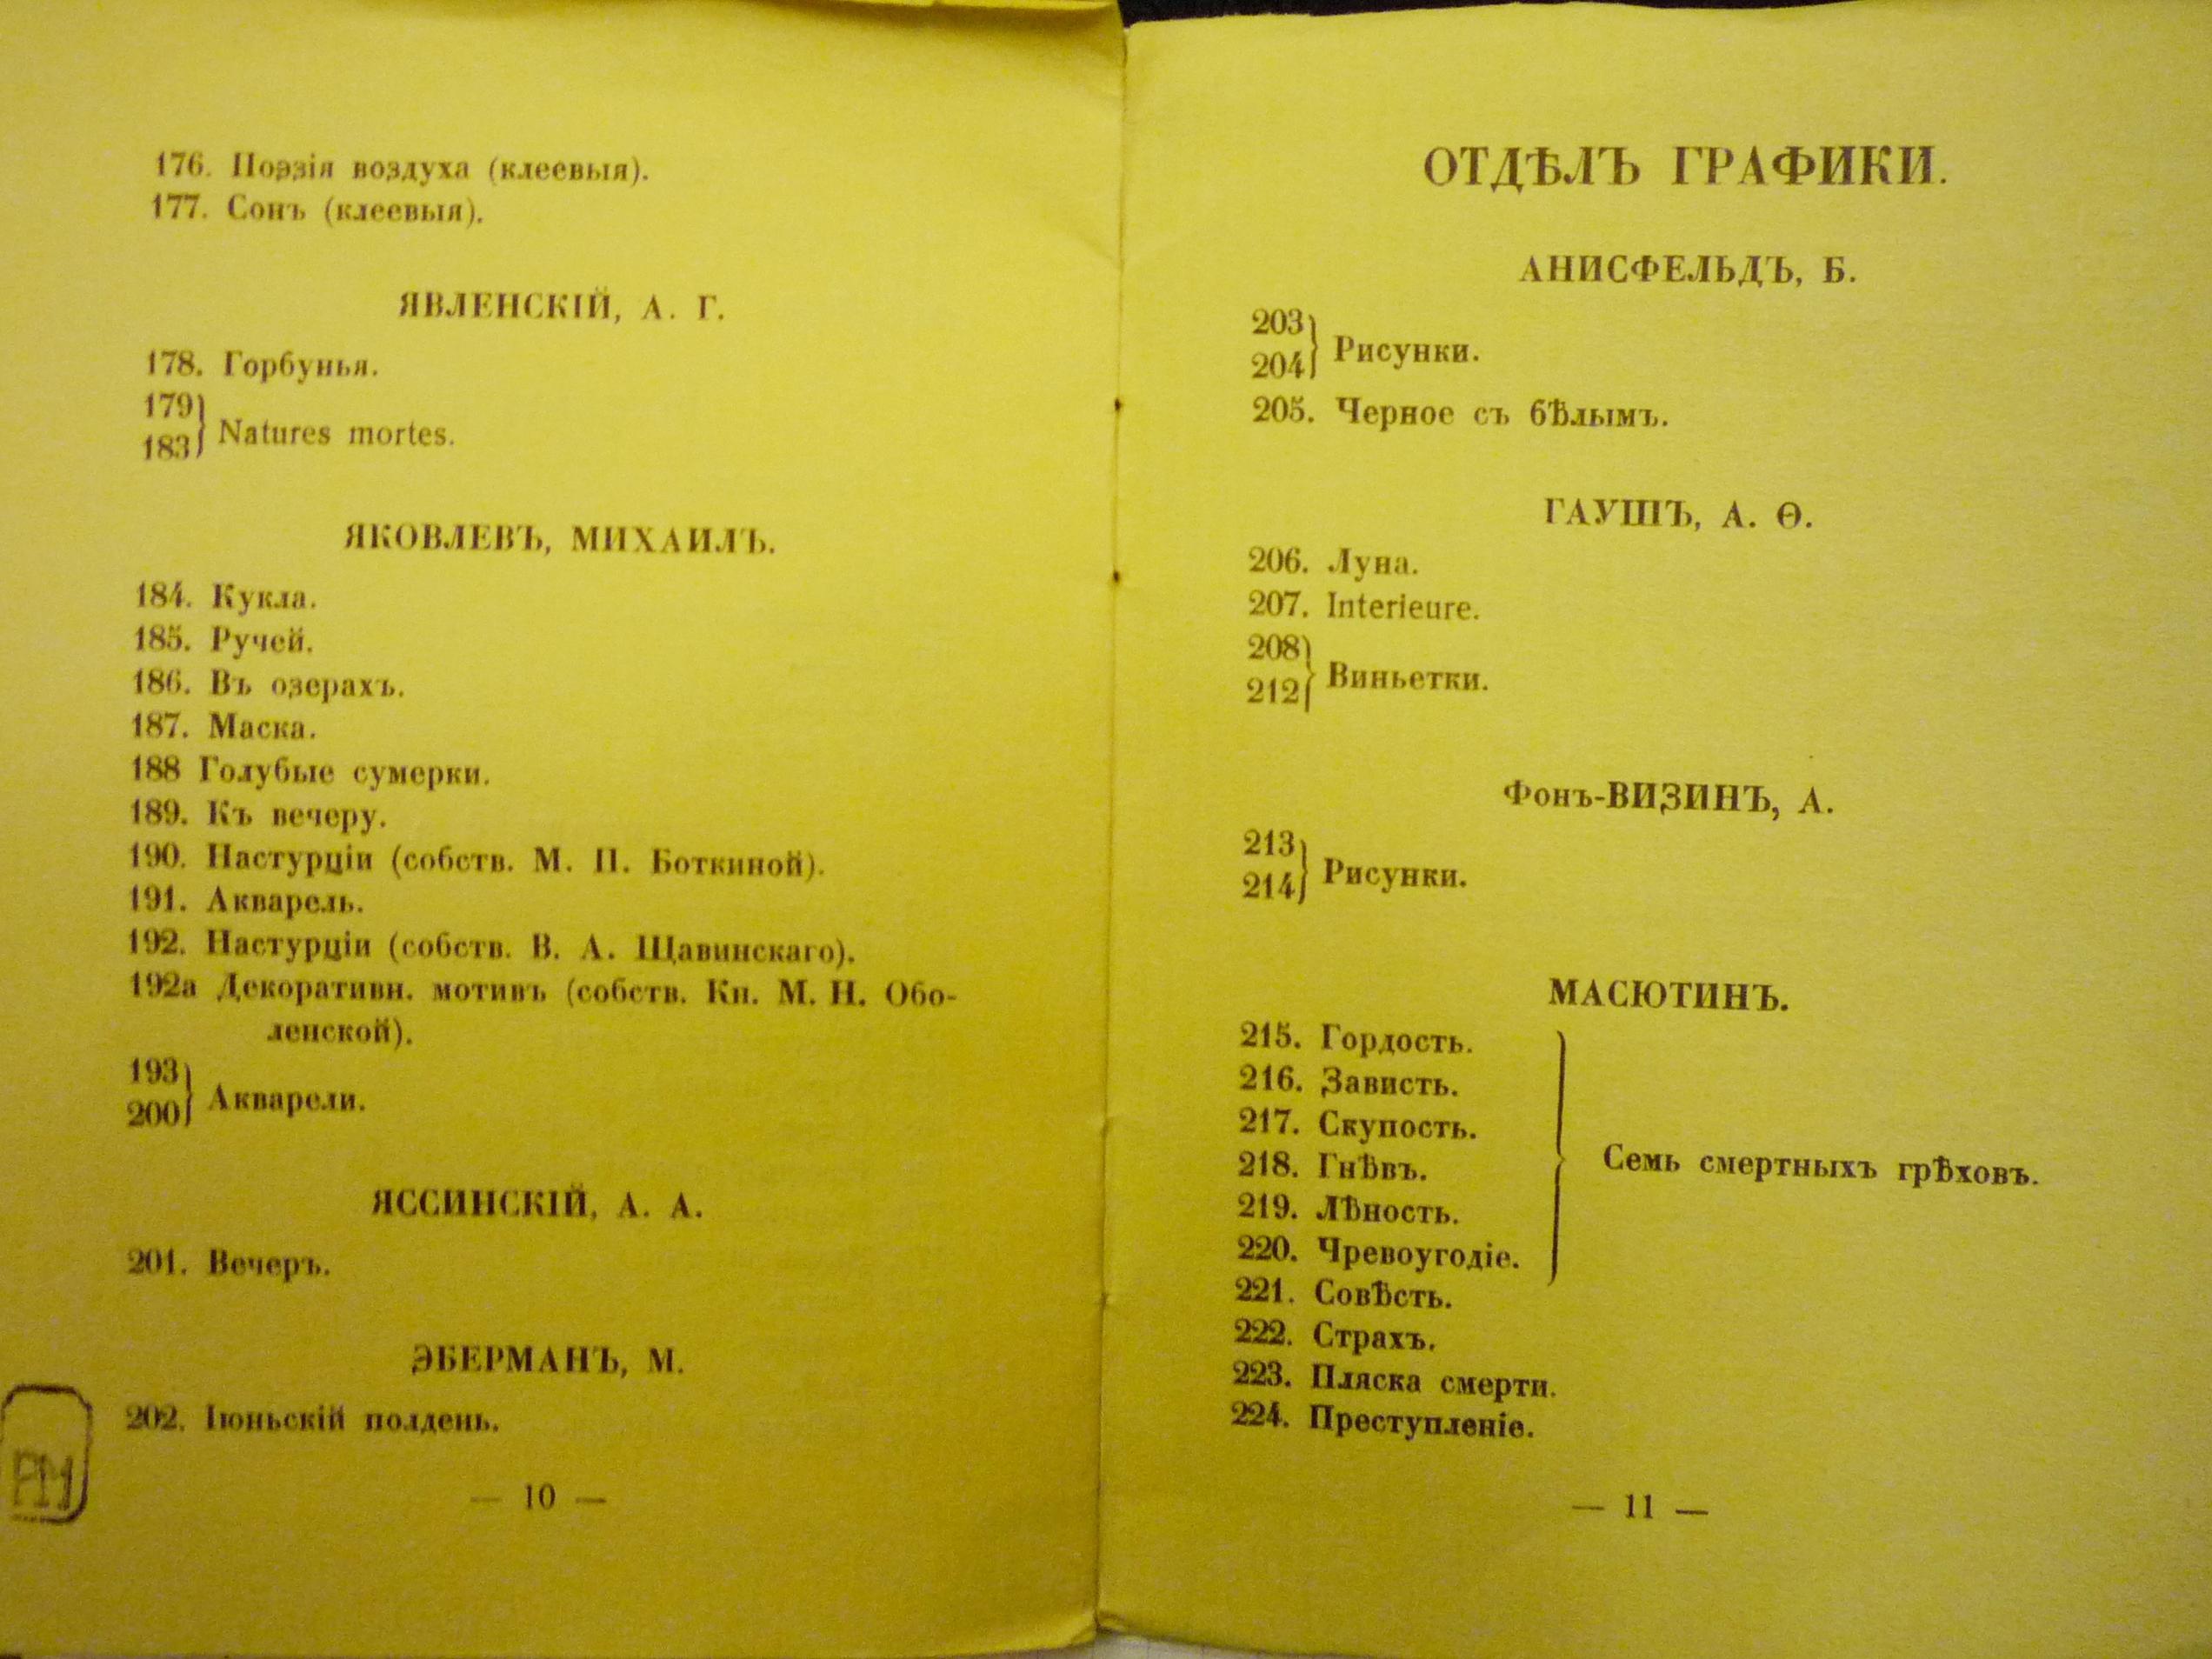 176. Поэзія воздуха (клеевыя).
177. Сонъ (клеевыя).
ЯВЛЕНСКІЙ, А. Г.
178. Горбунья.
179
183 } Natures mortes.
ЯКОВЛЕВЪ, МИХАИЛЪ.
184. Кукла.
185. Ручей.
186. Въ озерахъ.
187. Маска.
188 Голубые сумерки.
189. Къ вечеру.
190. Настурціи (собств. М. П. Боткиной).
191. Акварель.
192. Настурціи (собств. В. А. Щавинскаго).
192а Декоративн. мотивъ (собств. Кн. М. Н. Обо-
ленской).
193
200 } Акварели.
ЯССИНСКІЙ, А. А.
201. Вечеръ.
ЭБЕРМАНЪ, М.
202. Іюньскій полдень.
— 10 —
ОТДѢЛЪ ГРАФИКИ.
АНИСФЕЛЬДЪ, Б.
203
204 } Рисунки.
205. Черное съ бѣлымъ.
ГАУШЪ, А. Ѳ.
206. Луна.
207. Interieure.
208
212 } Виньетки.
Фонъ-ВИЗИНЪ, А.
213
214 } Рисунки.
МАСЮТИНЪ.
215. Гордость.
216. Зависть.
217. Скупость.
218. Гнѣвъ.
219. Лѣность.
220. Чревоугодіе.
221. Совѣсть.
Семь смертныхъ грѣховъ.
222. Страхъ.
223. Пляска смерти.
224. Преступленіе.
— 11 —